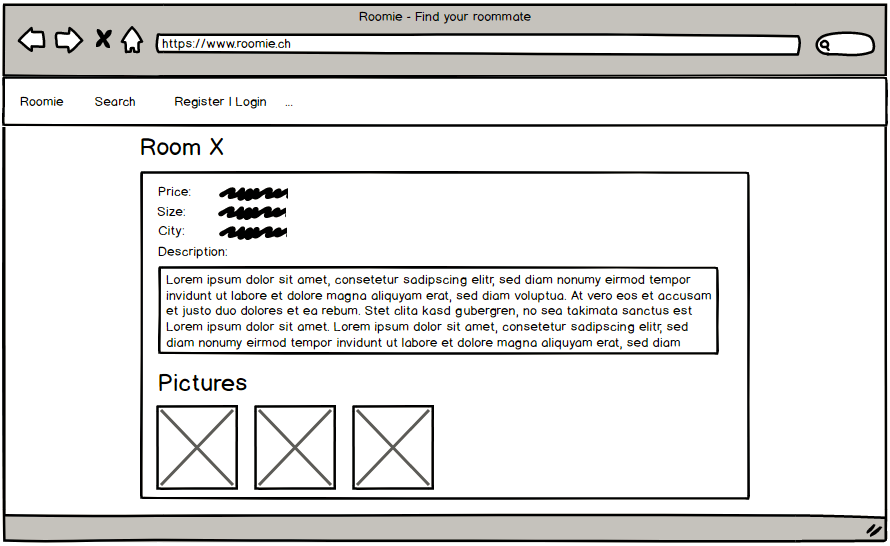 Roomie - Find your roommate
https://www.roomie.ch
Roomie Search Register | Login ...
Room X
Price:
Size:
City:
Description:
Lorem ipsum dolor sit amet, consetetur sadipscing elitr, sed diam nonumy eirmod tempor
invidunt ut labore et dolore magna aliquyam erat, sed diam voluptua. At vero eos et accusam
et justo duo dolores et ea rebum. Stet clita kasd gubergren, no sea takimata sanctus est
Lorem ipsum dolor sit amet. Lorem ipsum dolor sit amet, consetetur sadipscing elitr, sed
diam nonumy eirmod tempor invidunt ut labore et dolore magna aliquyam erat, sed diam
Pictures